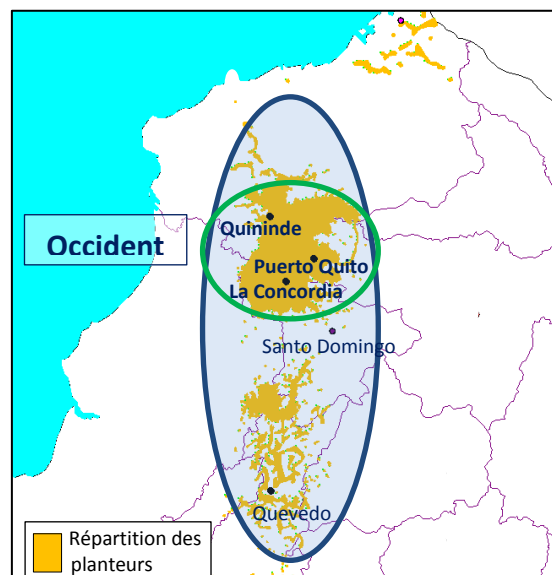 Quininde
Occident
Puerto Quito
La Concordia
Santo Domingo
Quevedo
Répartition des
planteurs